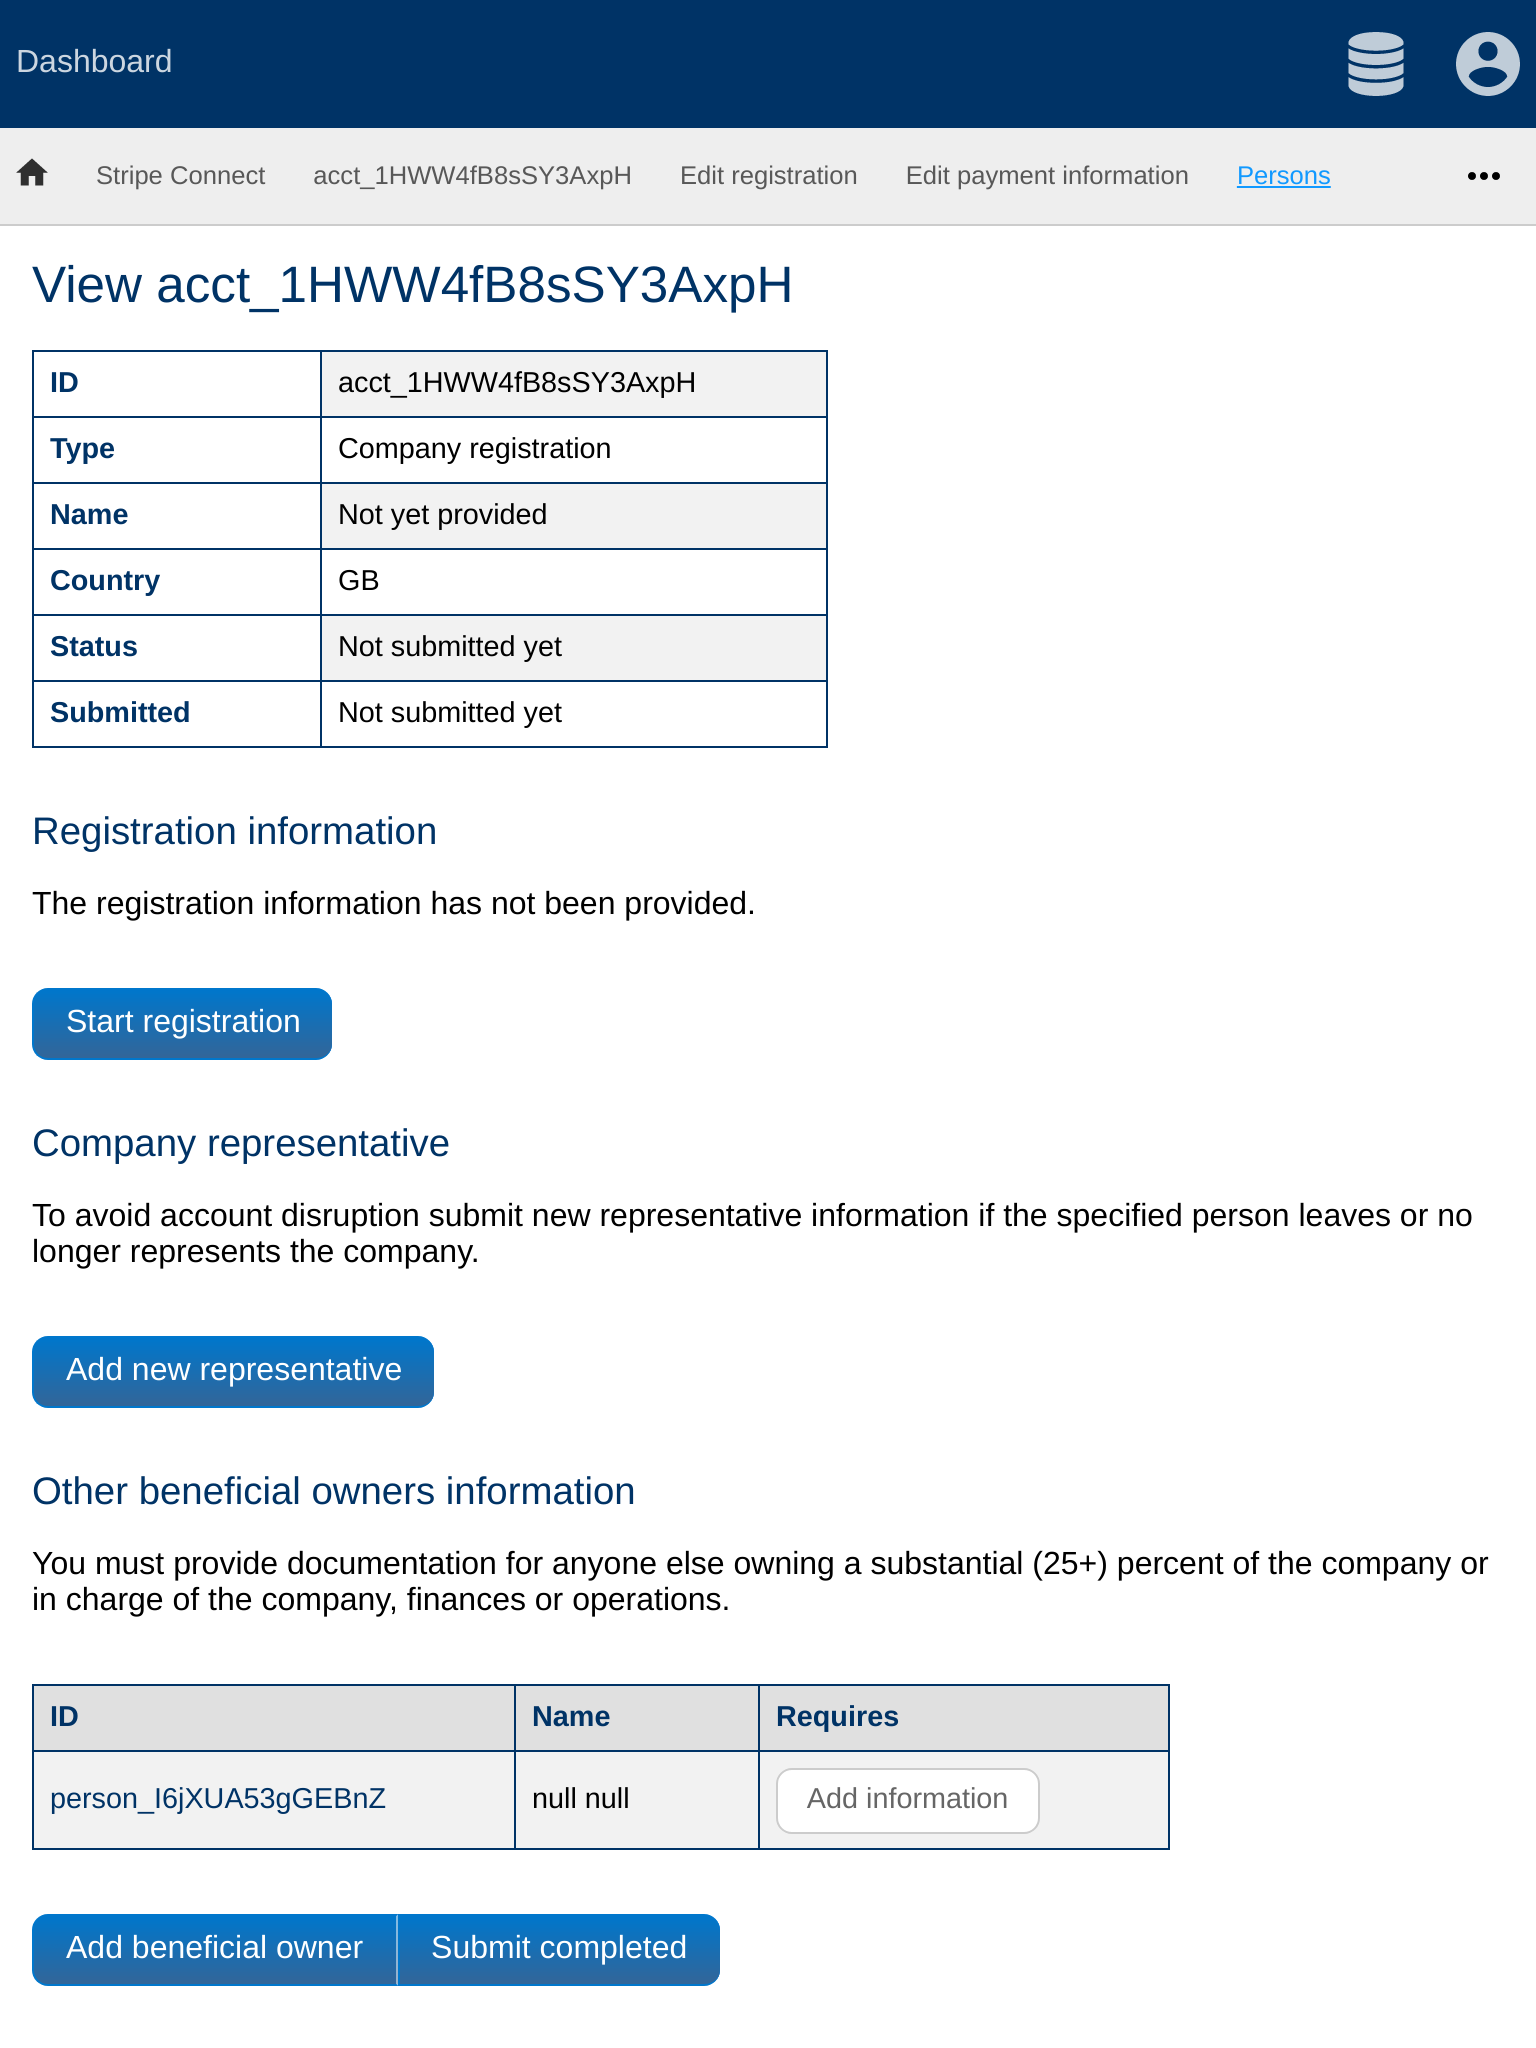 Dashboard
Stripe Connect acct_1HWW4fB8sSY3AxpH Edit registration Edit payment information Persons
View acct_1HWW4fB8sSY3AxpH
ID acct_1HWW4fB8sSY3AxpH
Type Company registration
Name Not yet provided
Country GB
Status Not submitted yet
Submitted Not submitted yet
Registration information
The registration information has not been provided.
Start registration
Company representative
To avoid account disruption submit new representative information if the specified person leaves or no
longer represents the company.
Add new representative
Other beneficial owners information
You must provide documentation for anyone else owning a substantial (25+) percent of the company or
in charge of the company, finances or operations.
ID Name Requires
person_I6jXUA53gGEBnZ null null Add information
Add beneficial owner Submit completed